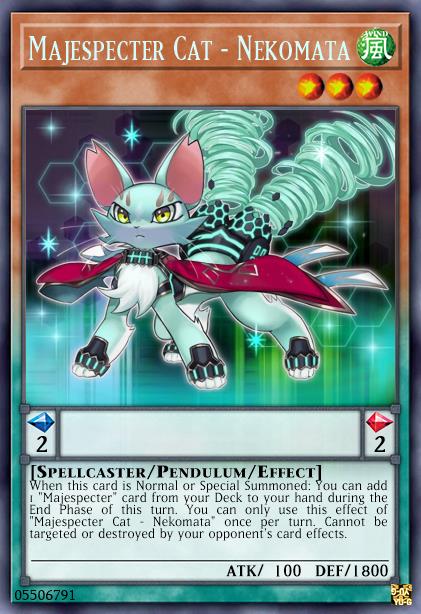 Majespecter Cat - Nekomata
WIND
風
2
2
[Spellcaster/Pendulum/Effect]
When this card is Normal or Special Summoned: You can add
1 "Majespecter" card from your Deck to your hand during the
End Phase of this turn. You can only use this effect of
"Majespecter Cat - Nekomata" once per turn. Cannot be
targeted or destroyed by your opponent's card effects.
ATK/ 100 DEF/1800
05506791